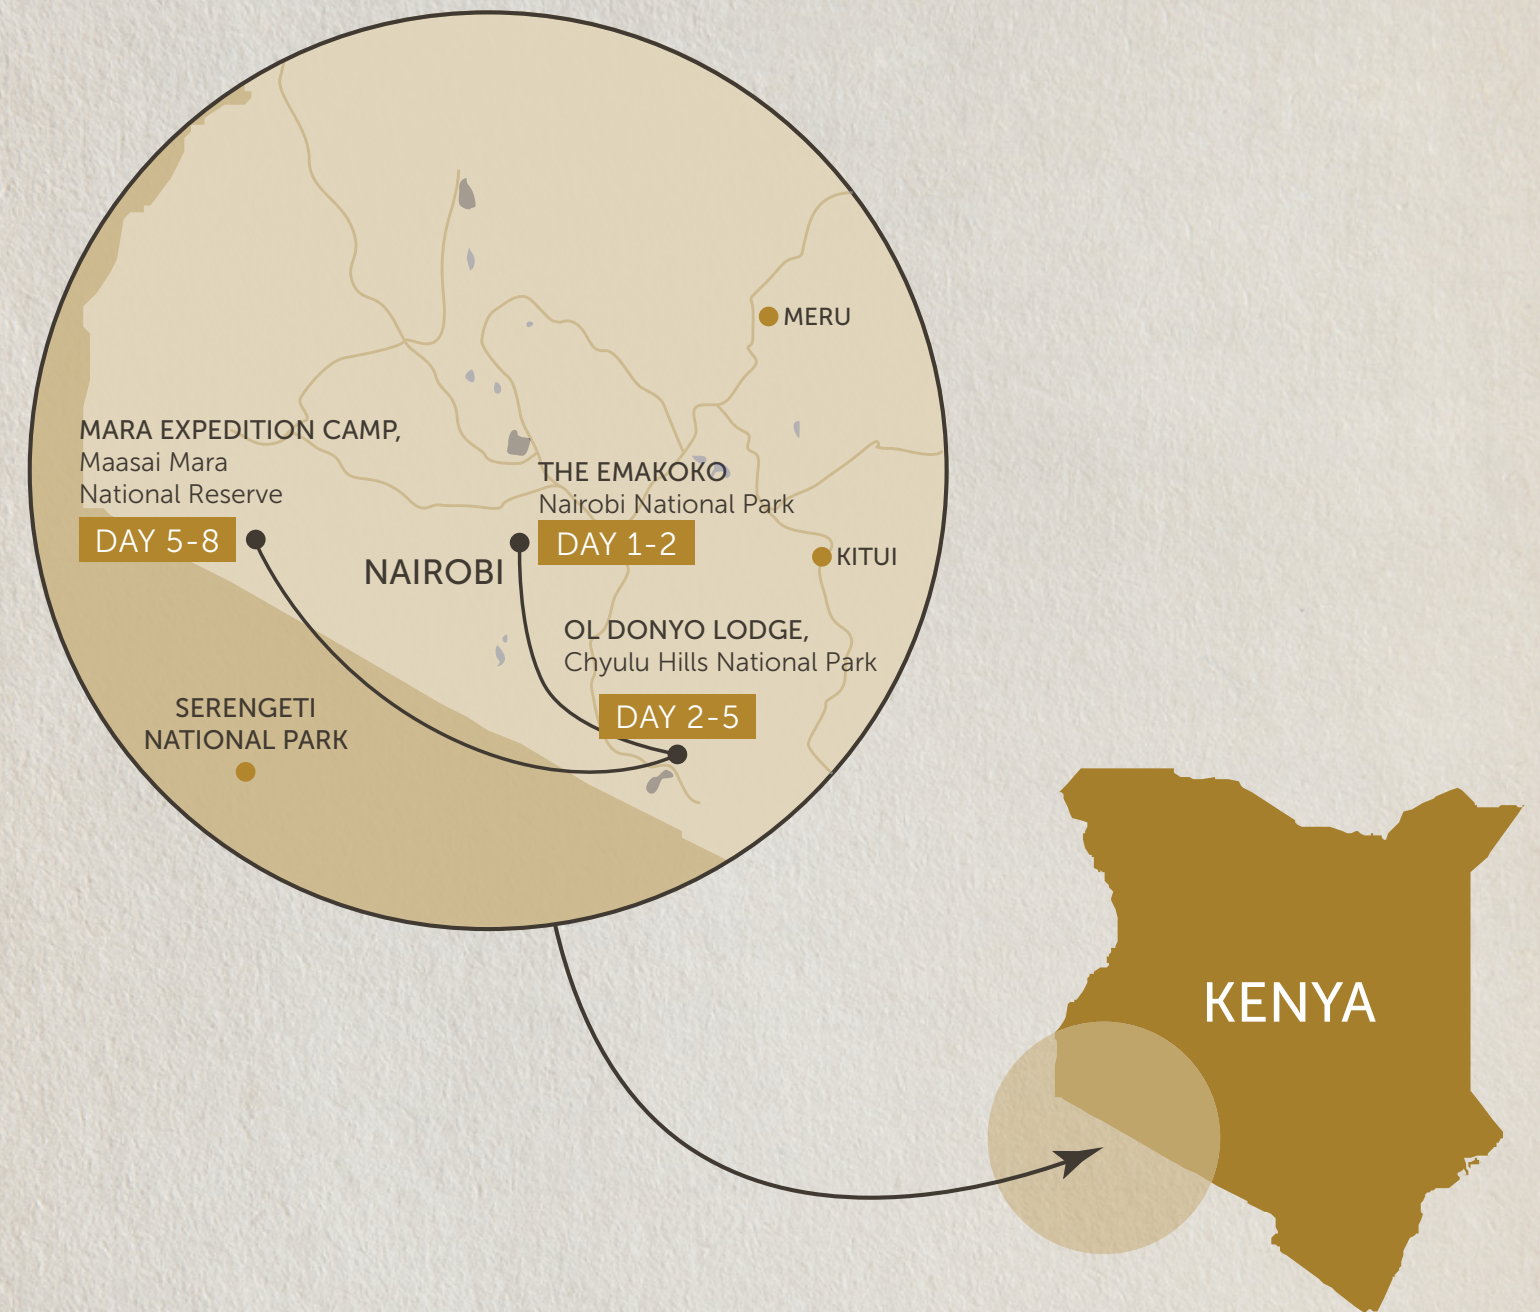 MERU
MARA EXPEDITION CAMP,
Maasai Mara
National Reserve
DAY 5-8
THE EMAKOKO
Nairobi National Park
DAY 1-2
NAIROBI
KITUI
OL DONYO LODGE,
Chyulu Hills National Park
DAY 2-5
SERENGETI
NATIONAL PARK
KENYA